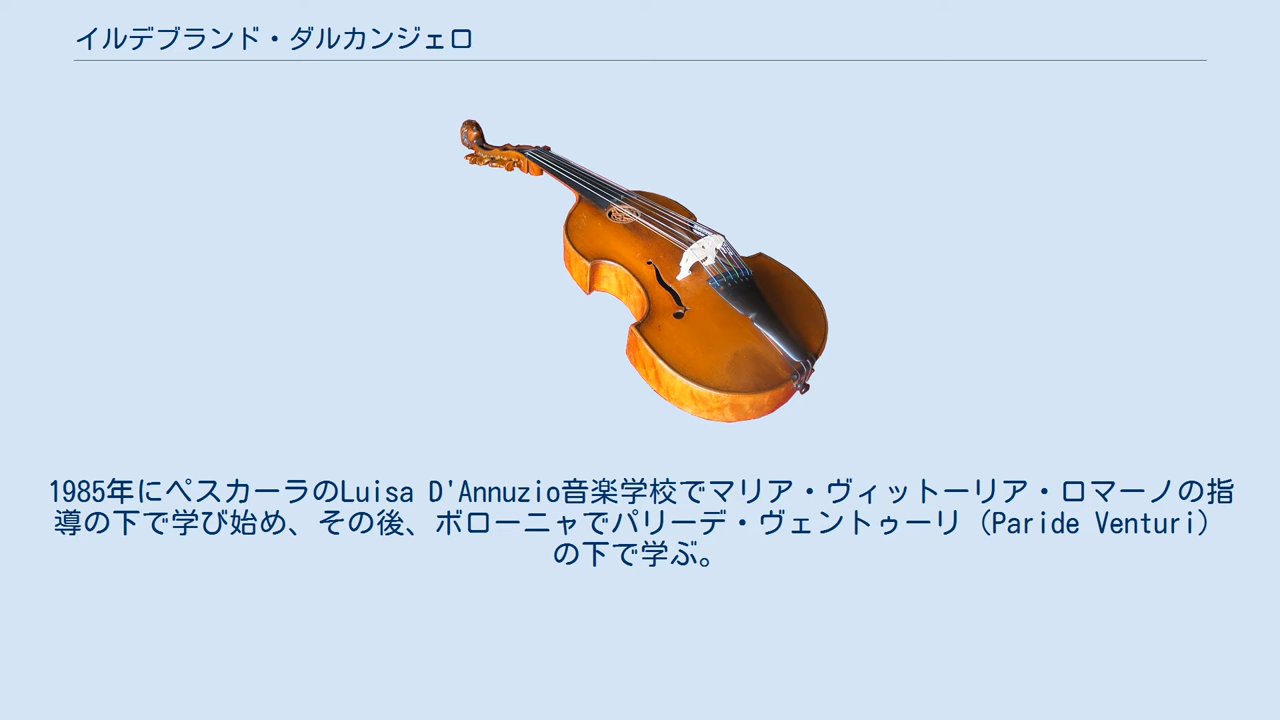 イルデブランド・ダルカンジェロ
1985年にペスカーラのLuisa D'Annuzio音楽学校でマリア・ヴィットーリア・ロマーノの指
導の下で学び始め、その後、ボローニャでパリーデ・ヴェントゥーリ（Paride Venturi）
の下で学ぶ。